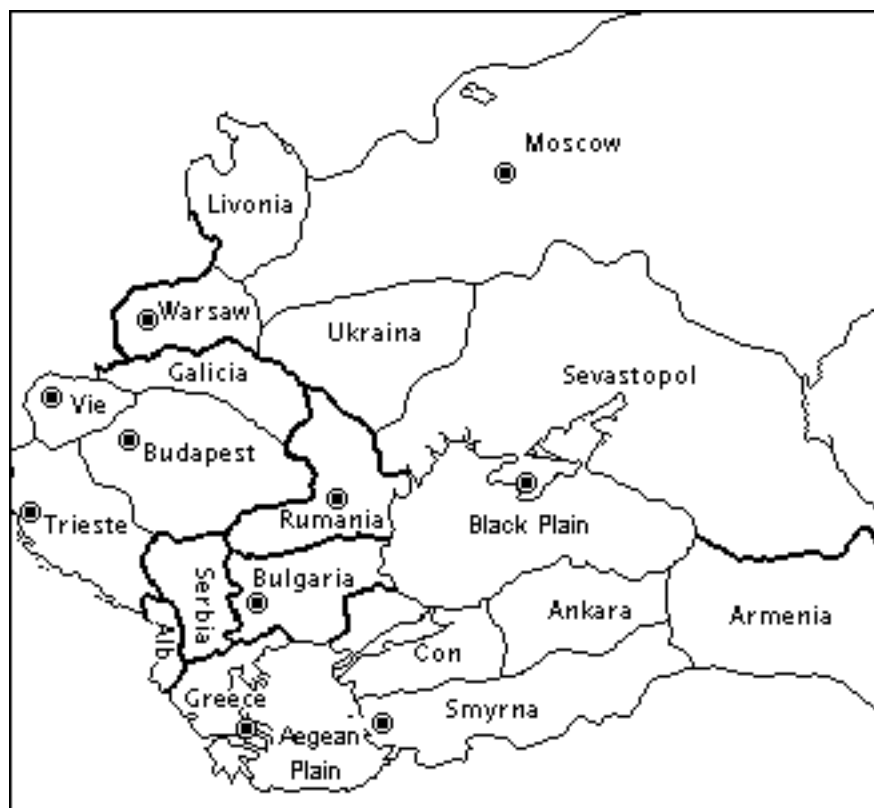 Moscow
Livonia
Warsaw
Ukraina
Galicia
Sevastopol
Vie
Budapest
Trieste
Rumania
Black Plain
Serbia
Bulgaria
Ankara
Armenia
Alb
Con
Greece
Smyrna
Aegean
Plain